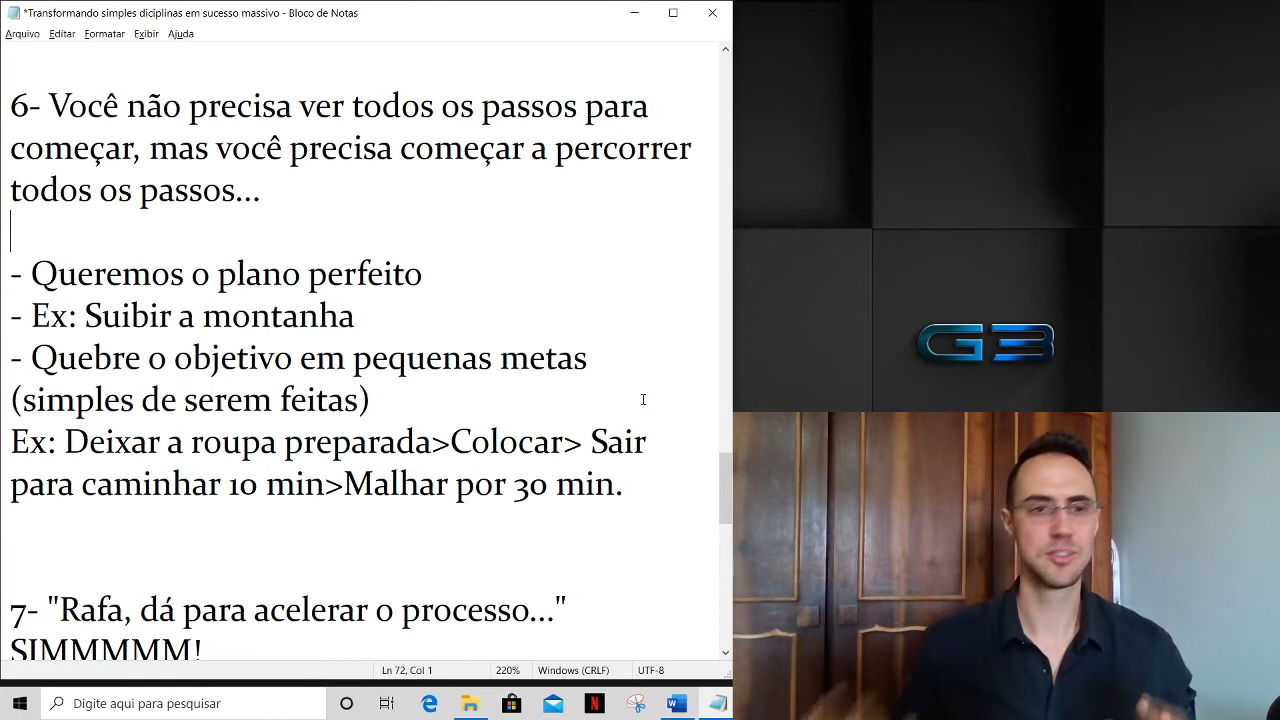 *Transformando simples diciplinas em sucesso massivo - Bloco de Notas
Arquivo Editar Formatar Exibir Ajuda
6- Você não precisa ver todos os passos para
começar, mas você precisa começar a percorrer
todos os passos...
- Queremos o plano perfeito
- Ex: Suibir a montanha
- Quebre o objetivo em pequenas metas
(simples de serem feitas)
Ex: Deixar a roupa preparada>Colocar> Sair
para caminhar 10 min>Malhar por 30 min.
7- "Rafa, dá para acelerar o processo..."
SIMMMMM!
Ln 72, Col 1 220% Windows (CRLF) UTF-8
Digite aqui para pesquisar
G3